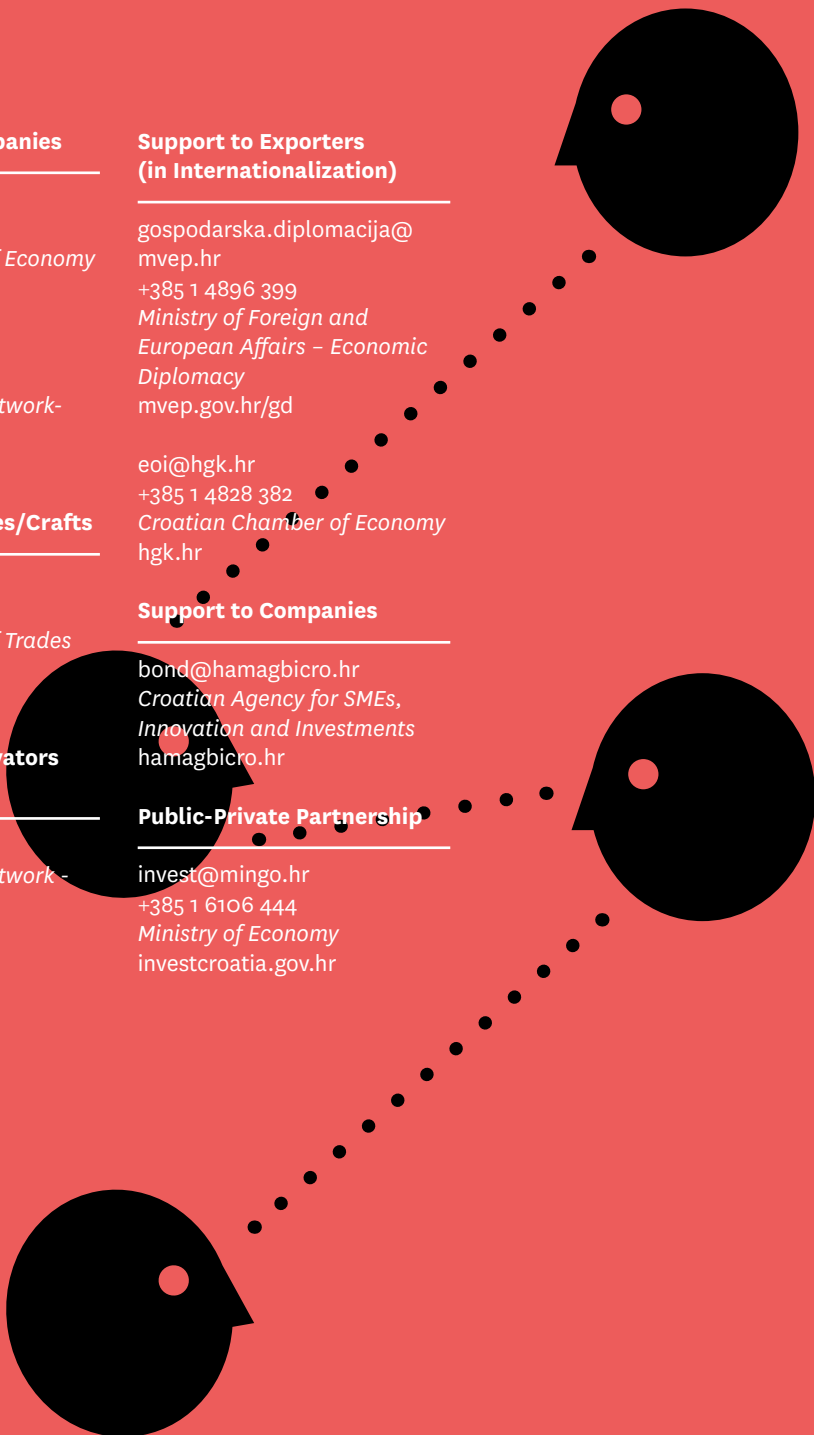 panies
f Economy
twork-
es/Crafts
f Trades
vators
twork -
Support to Exporters
(in Internationalization)
gospodarska.diplomacija@
mvep.hr
+385 1 4896 399
Ministry of Foreign and
European Affairs – Economic
Diplomacy
mvep.gov.hr/gd
eoi@hgk.hr
+385 1 4828 382
Croatian Chamber of Economy
hgk.hr
Support to Companies
bond@hamagbicro.hr
Croatian Agency for SMEs,
Innovation and Investments
hamagbicro.hr
Public-Private Partnership
invest@mingo.hr
+385 1 6106 444
Ministry of Economy
investcroatia.gov.hr